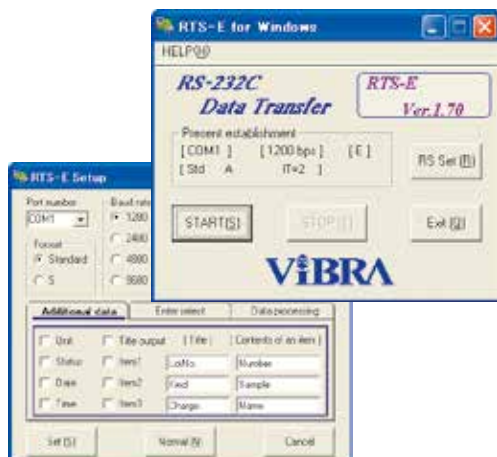 RTS-E for Windows
HELP(H)
RS-232C
Data Transfer
RTS-E
Ver.1.70
Present establishment
[COM1 ] [1200 bps ] [E ]
[ Std A IT=2 ]
RS Set (R)
START(S)
STOP(T)
Exit (Q)
ViBRA
RTS-E Setup
Port number
Baud rate
COM1
1200
2400
4800
9600
Format
Standard
S
Additional data
Enter select
Data processing
Unit
Title output
[Title]
[Contents of an item]
Status
Item1
LotNo.
Number
Date
Item2
Kind
Sample
Time
Item3
Charge
Name
Set (S)
Normal (N)
Cancel